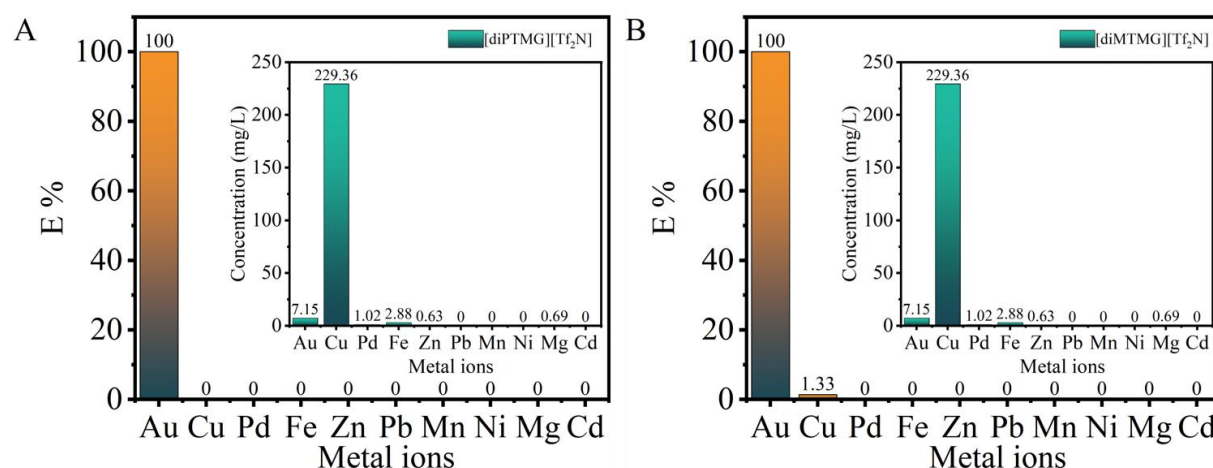 A
[diPTMG][Tf₂N]
E %
100
80
60
40
20
0
100
0 0 0 0 0 0 0 0 0
Au Cu Pd Fe Zn Pb Mn Ni Mg Cd
Metal ions
Concentration (mg/L)
250
200
150
100
50
0
7.15 229.36 1.02 2.88 0.63 0 0 0 0.69 0
Au Cu Pd Fe Zn Pb Mn Ni Mg Cd
Metal ions
B
[diMTMG][Tf₂N]
E %
100
80
60
40
20
0
100
1.33 0 0 0 0 0 0 0 0
Au Cu Pd Fe Zn Pb Mn Ni Mg Cd
Metal ions
Concentration (mg/L)
250
200
150
100
50
0
7.15 229.36 1.02 2.88 0.63 0 0 0 0.69 0
Au Cu Pd Fe Zn Pb Mn Ni Mg Cd
Metal ions